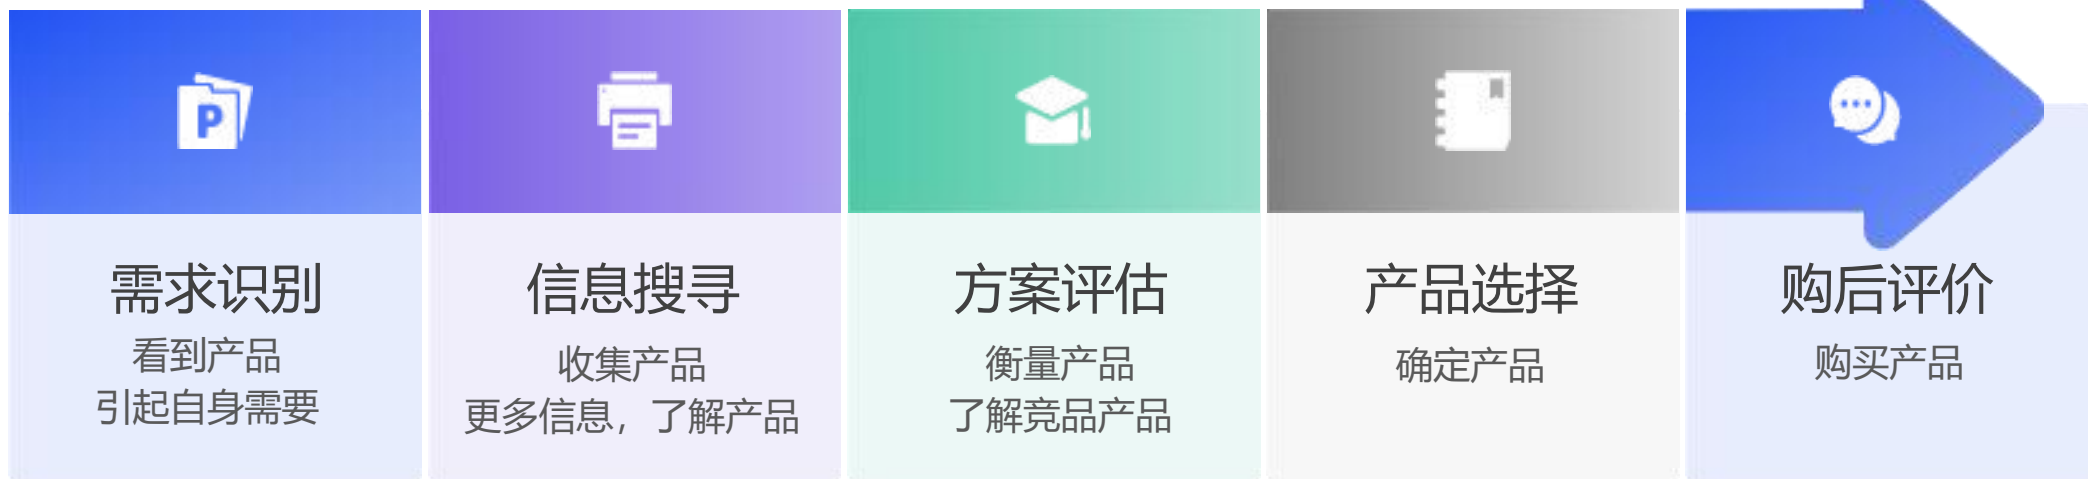 P
需求识别
看到产品
引起自身需要
信息搜寻
收集产品
更多信息，了解产品
方案评估
衡量产品
了解竞品产品
产品选择
确定产品
购后评价
购买产品